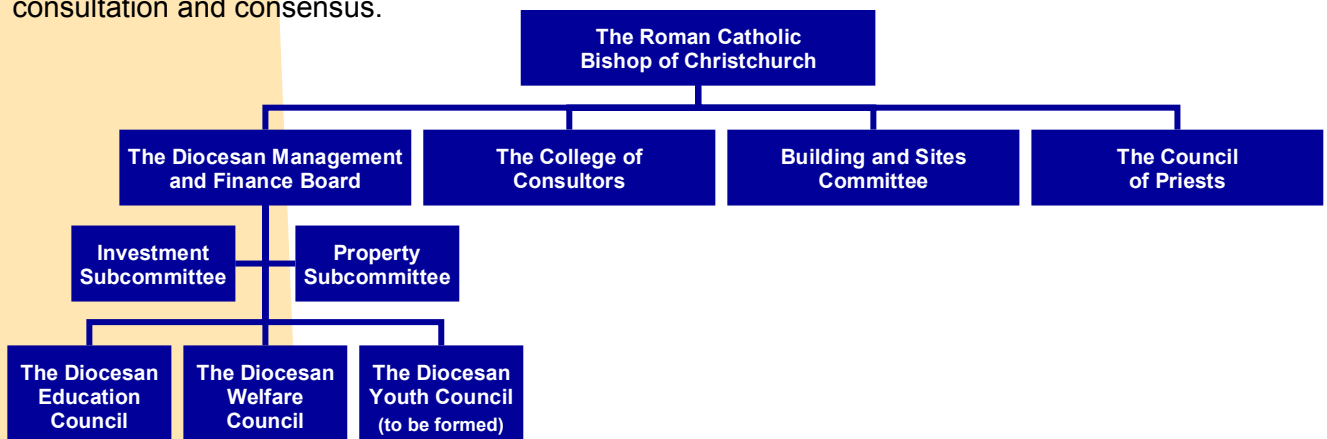 consultation and consensus.
The Roman Catholic
Bishop of Christchurch
The Diocesan Management
and Finance Board
The College of
Consultors
Building and Sites
Committee
The Council
of Priests
Investment
Subcommittee
Property
Subcommittee
The Diocesan
Education
Council
The Diocesan
Welfare
Council
The Diocesan
Youth Council
(to be formed)